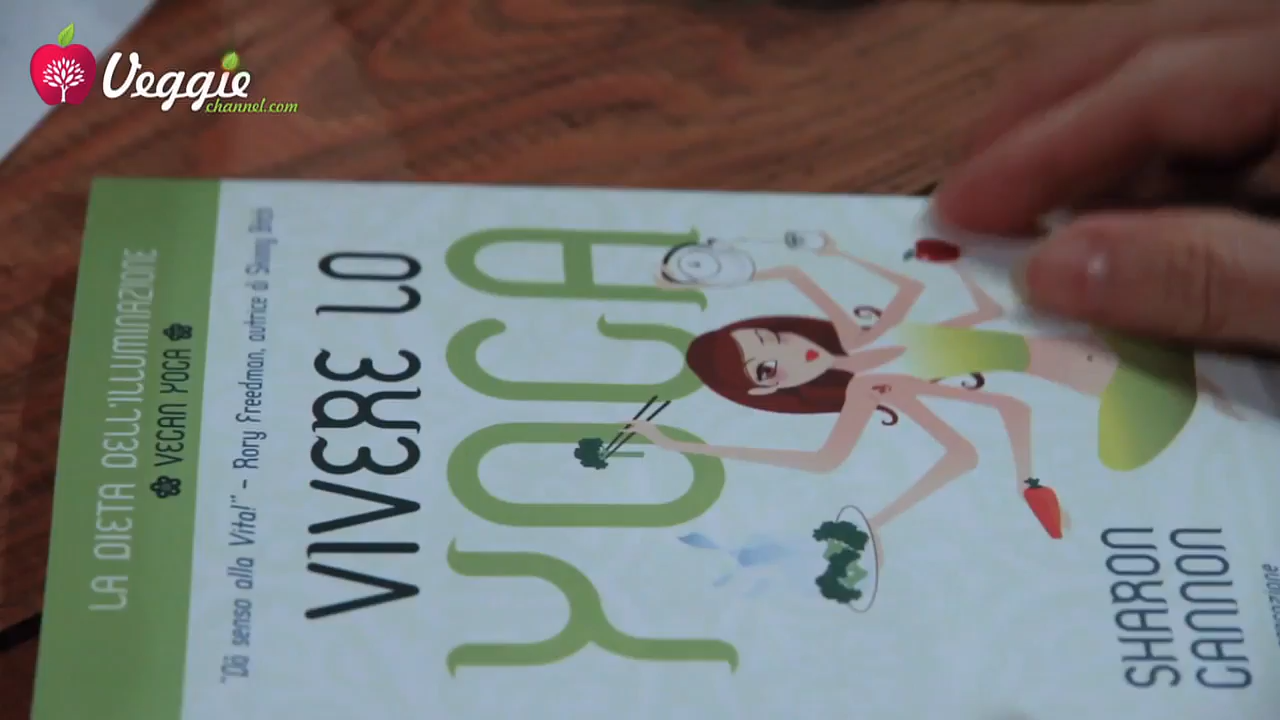 Veggie
channel.com
LA DIETA DELL'ILLUMINAZIONE
VEGAN YOGA
"Dà senso alla Vita!" - Rory Freedman, autrice di Skinny Bitch
VIVERE LO
YOGA
SHARON
GANNON